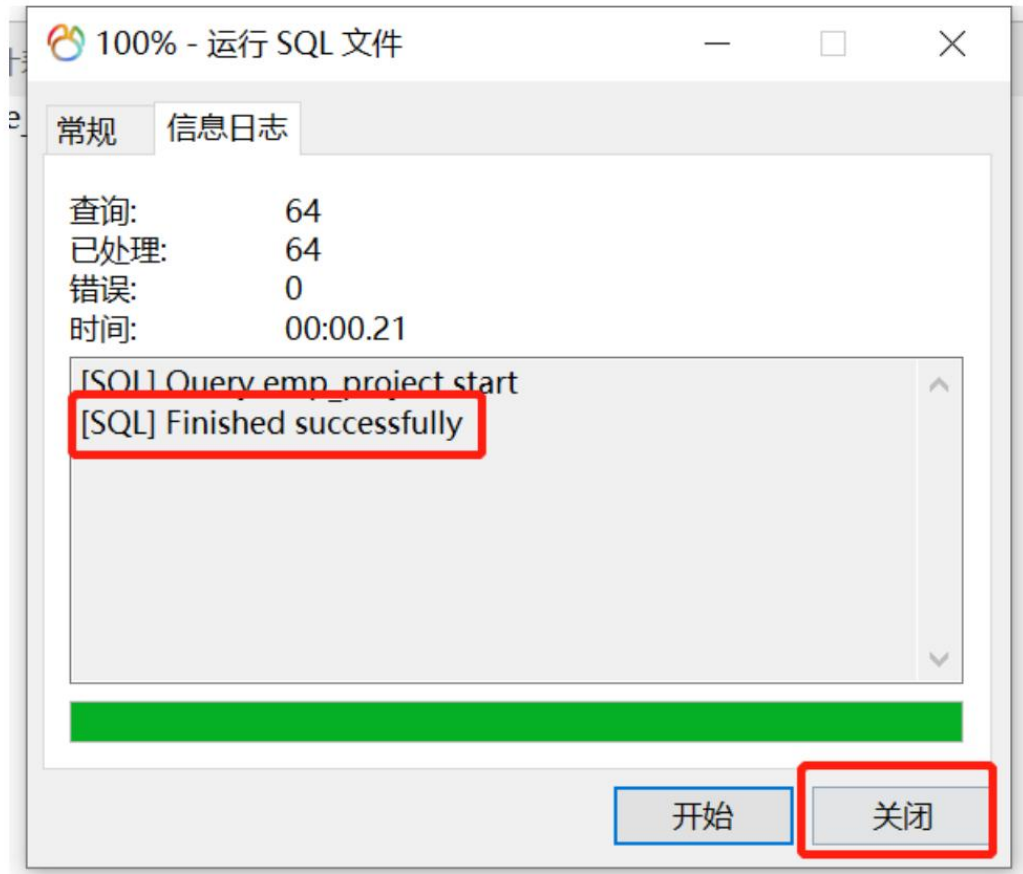 100% - 运行 SQL 文件
常规 信息日志
查询: 64
已处理: 64
错误: 0
时间: 00:00.21
[SQL] Query emp_project start
[SQL] Finished successfully
开始 关闭